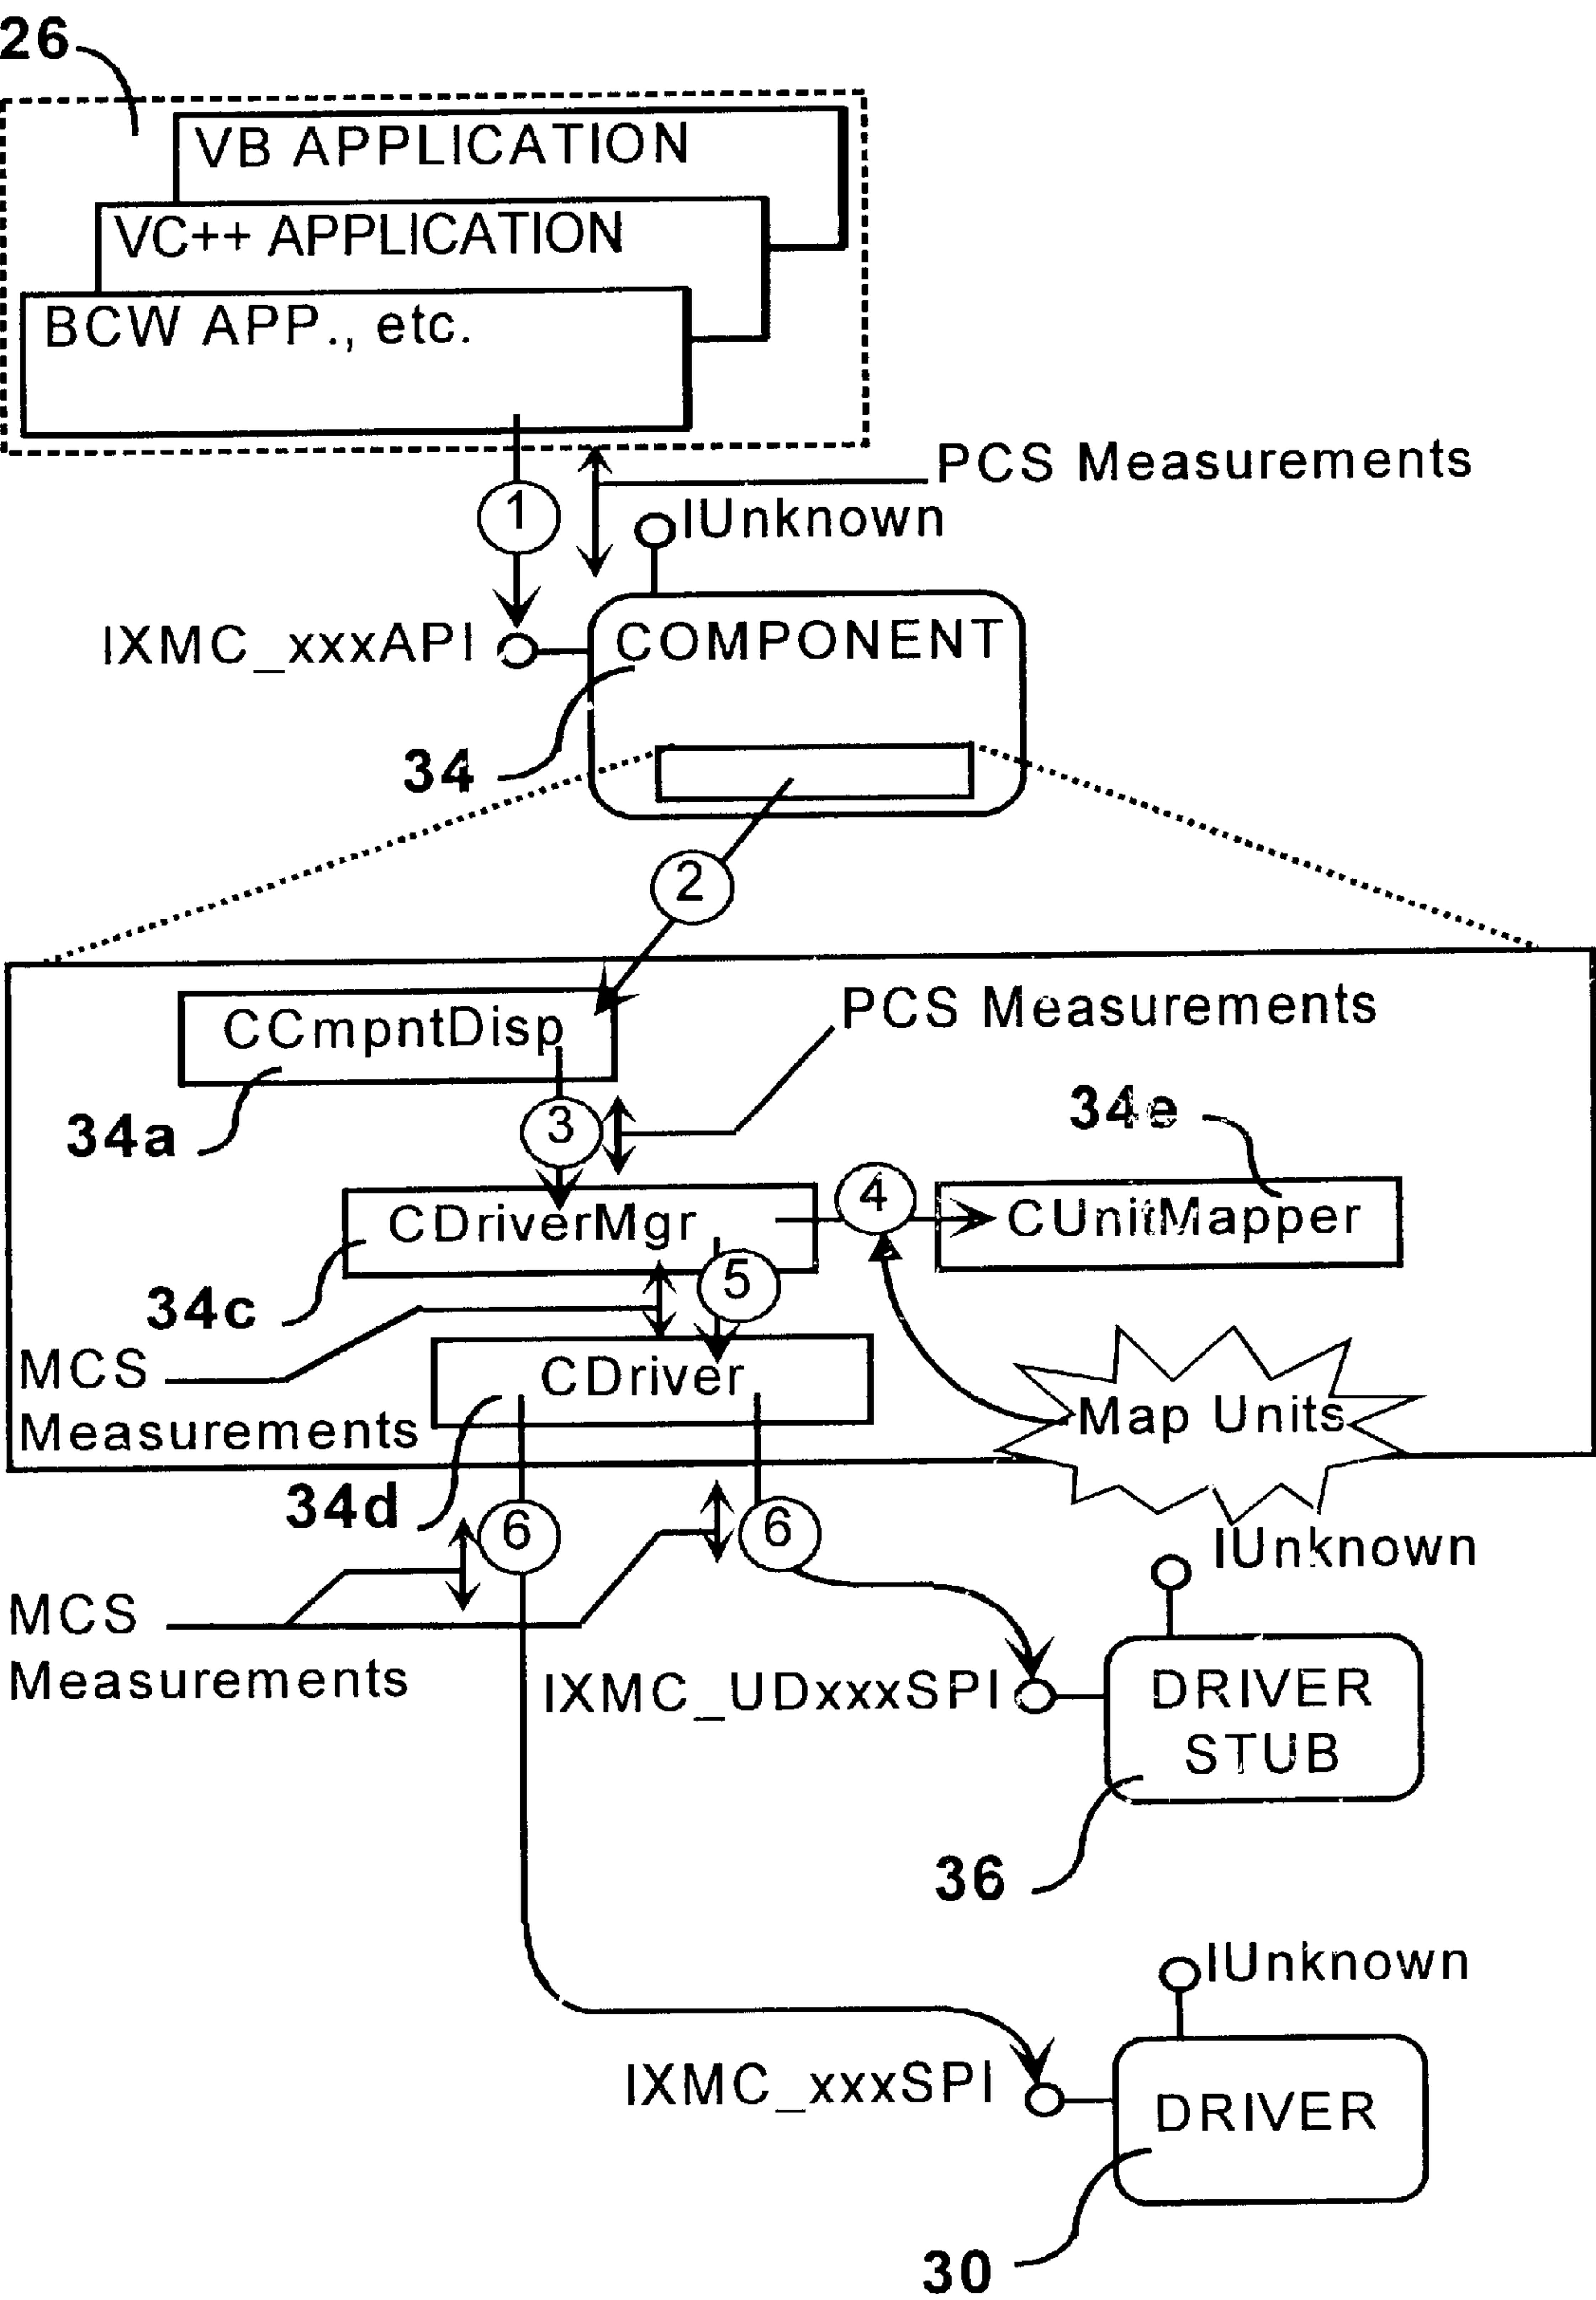 26
VB APPLICATION
VC++ APPLICATION
BCW APP., etc.
PCS Measurements
1
IUnknown
IXMC_xxxAPI
COMPONENT
34
2
CCmpntDisp
PCS Measurements
34a
3
34e
4
CDriverMgr
CUnitMapper
34c
5
MCS
Measurements
CDriver
Map Units
34d
6
6
IUnknown
MCS
Measurements
IXMC_UDxxxSPI
DRIVER
STUB
36
IUnknown
IXMC_xxxSPI
DRIVER
30